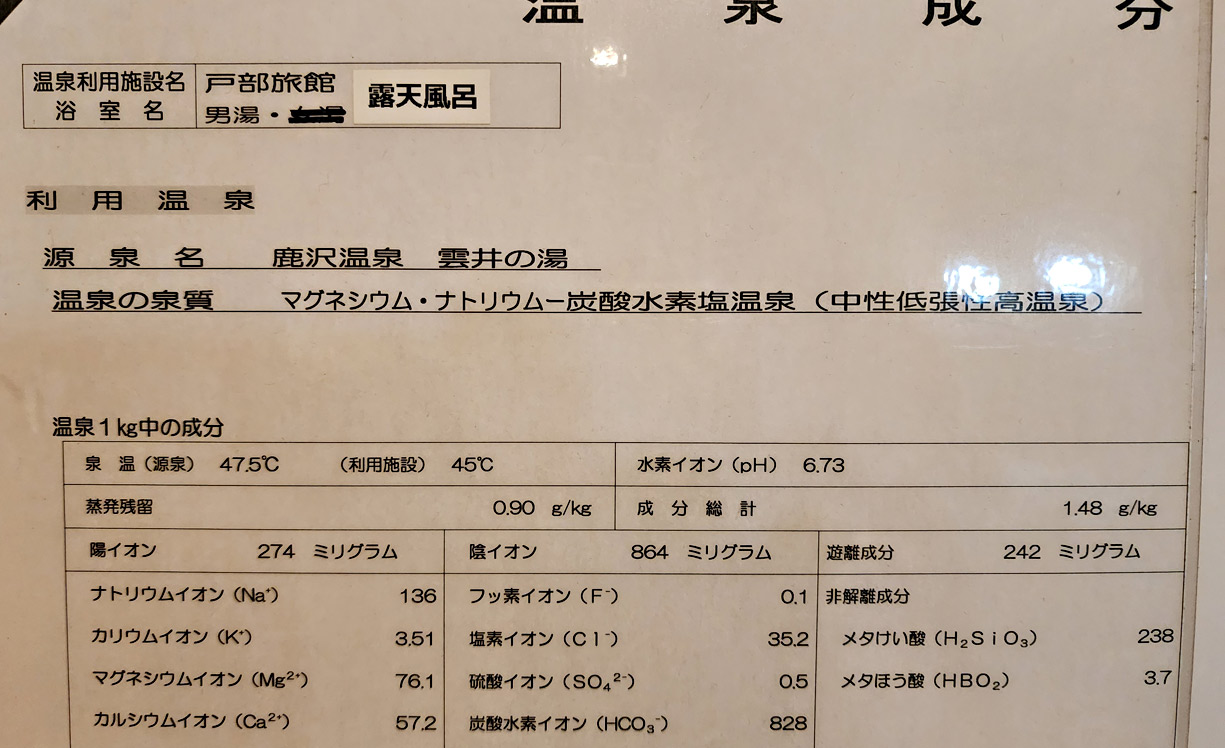 温泉成分
温泉利用施設名 戸部旅館
浴室名 男湯・ 露天風呂
利用温泉
源泉名 鹿沢温泉 雲井の湯
温泉の泉質 マグネシウム・ナトリウムー炭酸水素塩温泉（中性低張性高温泉）
温泉1kg中の成分
泉温（源泉） 47.5℃ （利用施設） 45℃ 水素イオン（pH） 6.73
蒸発残留 0.90 g/kg 成分総計 1.48 g/kg
陽イオン 274 ミリグラム 陰イオン 864 ミリグラム 遊離成分 242 ミリグラム
ナトリウムイオン（Na⁺） 136 フッ素イオン（F⁻） 0.1 非解離成分
カリウムイオン（K⁺） 3.51 塩素イオン（Cl⁻） 35.2 メタけい酸（H₂SiO₃） 238
マグネシウムイオン（Mg²⁺） 76.1 硫酸イオン（SO₄²⁻） 0.5 メタほう酸（HBO₂） 3.7
カルシウムイオン（Ca²⁺） 57.2 炭酸水素イオン（HCO₃⁻） 828